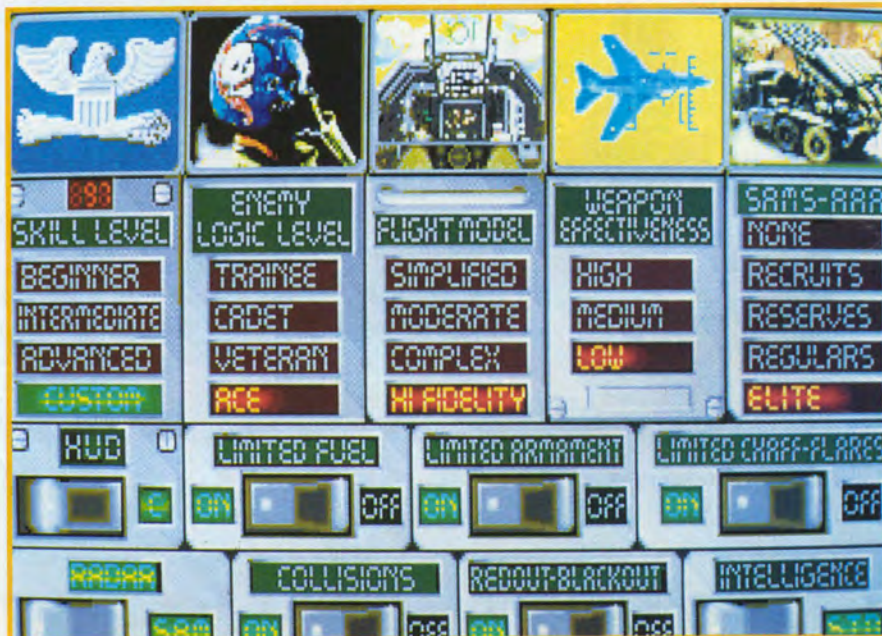 ENEMY
LOGIC LEVEL
SKILL LEVEL
FLIGHT MODEL
WEAPON
EFFECTIVENESS
SAMS-AAA
NONE
BEGINNER
TRAINEE
SIMPLIFIED
HIGH
RECRUITS
INTERMEDIATE
CADET
MODERATE
MEDIUM
RESERVES
ADVANCED
VETERAN
COMPLEX
LOW
REGULARS
CUSTOM
ACE
HI FIDELITY
ELITE
HUD
LIMITED FUEL
LIMITED ARMAMENT
LIMITED CHAFF-FLARES
ON
OFF
ON
OFF
ON
OFF
RADAR
COLLISIONS
REDOUT-BLACKOUT
INTELLIGENCE
SAM
ON
OFF
ON
OFF